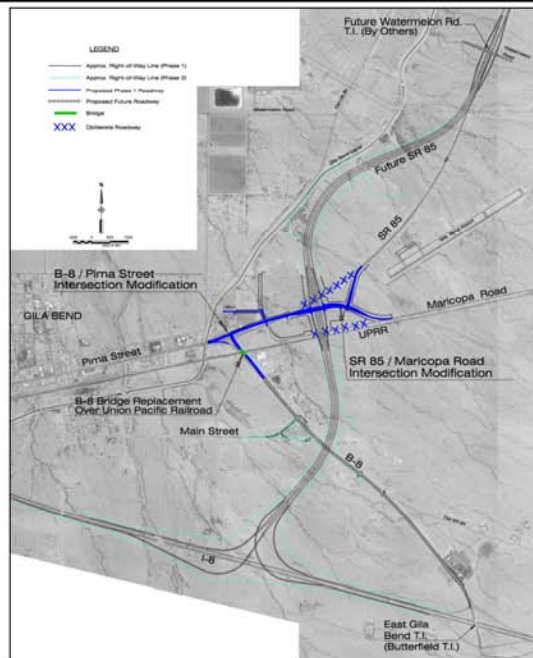 Future Watermelon Rd.
T.I. (By Others)
LEGEND
Approx. Right-of-Way Line (Phase 1)
Approx. Right-of-Way Line (Phase 2)
Proposed Phase 1 Roadway
Proposed Future Roadway
Bridge
Obliterate Roadway
N
Watermelon Road
Future SR 85
SR 85
B-8 / Pima Street
Intersection Modification
Maricopa Road
GILA BEND
Pima Street
UPRR
SR 85 / Maricopa Road
Intersection Modification
B-8 Bridge Replacement
Over Union Pacific Railroad
Main Street
B-8
I-8
East Gila
Bend T.I.
(Butterfield T.I.)